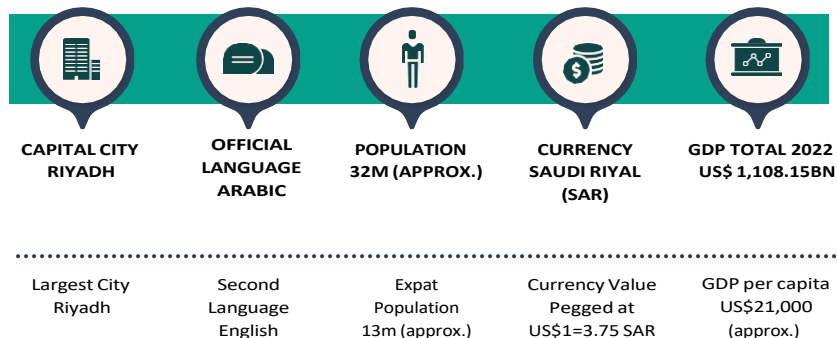 CAPITAL CITY
RIYADH
OFFICIAL
LANGUAGE
ARABIC
POPULATION
32M (APPROX.)
CURRENCY
SAUDI RIYAL
(SAR)
GDP TOTAL 2022
US$ 1,108.15BN
Largest City
Riyadh
Second
Language
English
Expat
Population
13m (approx.)
Currency Value
Pegged at
US$1=3.75 SAR
GDP per capita
US$21,000
(approx.)